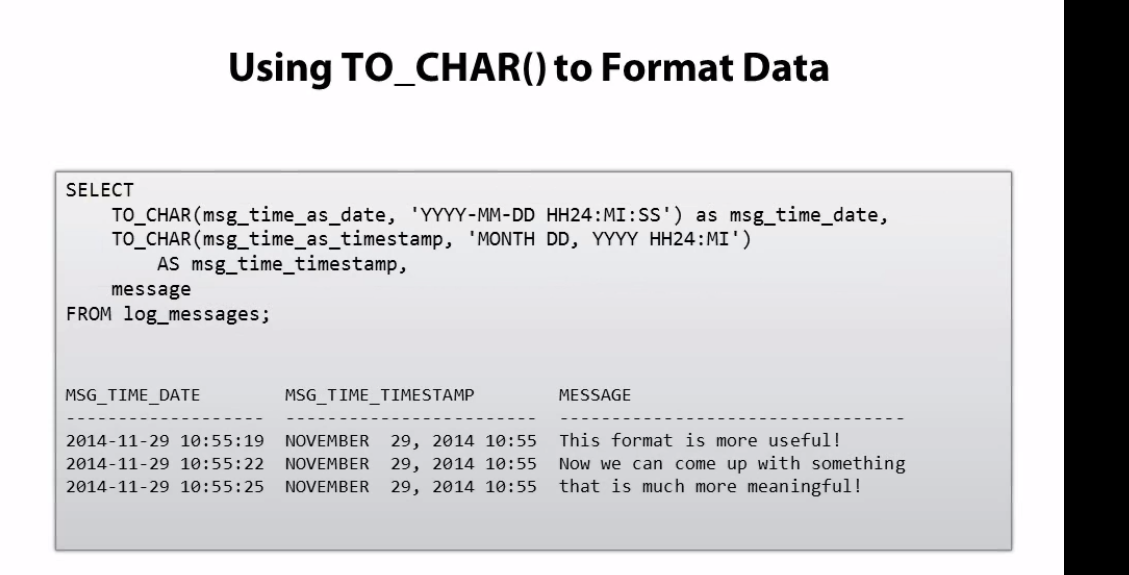 Using TO_CHAR() to Format Data
SELECT
    TO_CHAR(msg_time_as_date, 'YYYY-MM-DD HH24:MI:SS') as msg_time_date,
    TO_CHAR(msg_time_as_timestamp, 'MONTH DD, YYYY HH24:MI')
        AS msg_time_timestamp,
    message
FROM log_messages;
MSG_TIME_DATE        MSG_TIME_TIMESTAMP        MESSAGE
-------------------  ------------------------  ---------------------------------
2014-11-29 10:55:19  NOVEMBER  29, 2014 10:55  This format is more useful!
2014-11-29 10:55:22  NOVEMBER  29, 2014 10:55  Now we can come up with something
2014-11-29 10:55:25  NOVEMBER  29, 2014 10:55  that is much more meaningful!